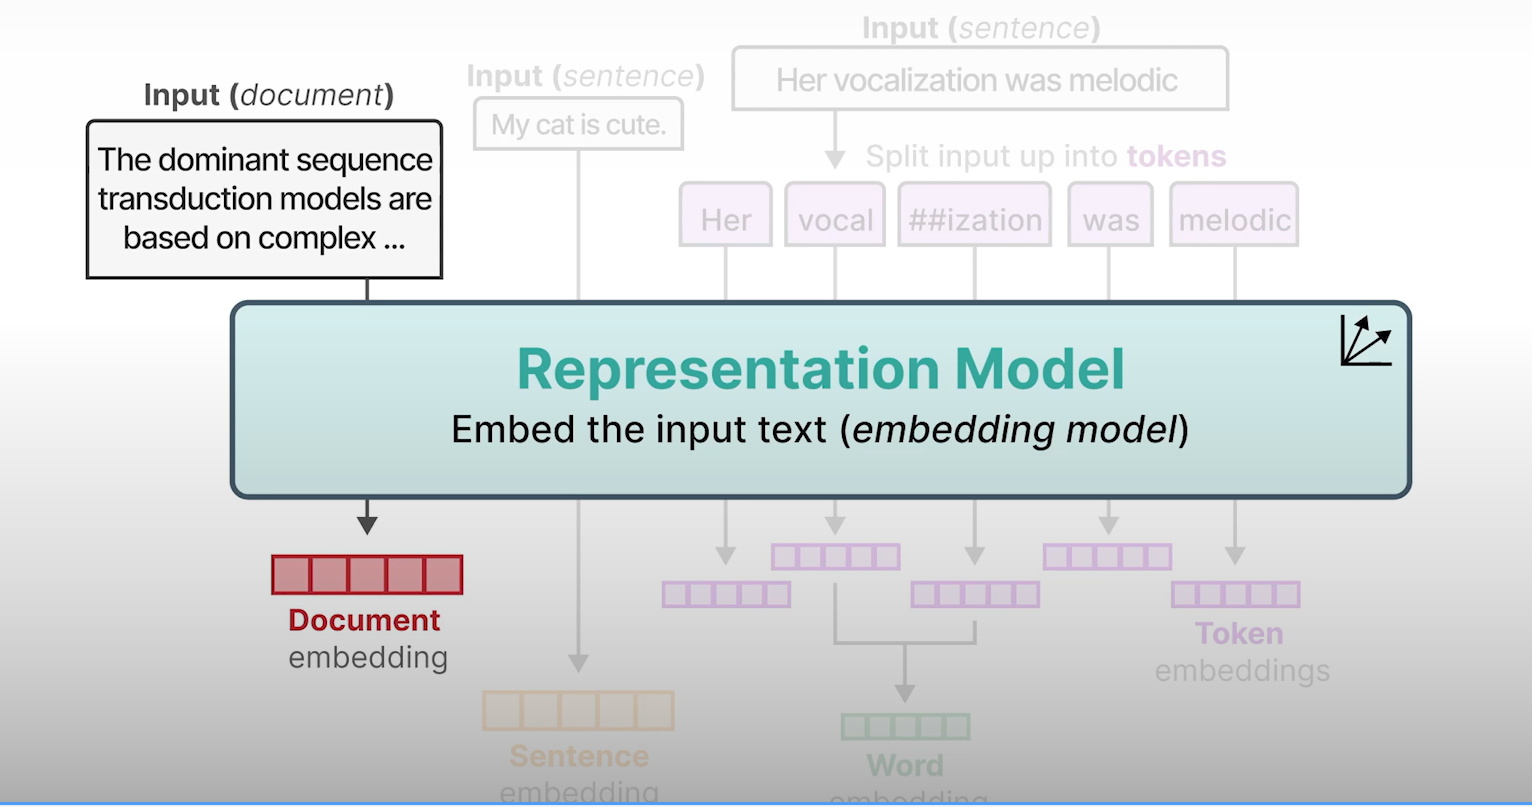 Input (sentence)
Her vocalization was melodic
Input (sentence)
My cat is cute.
Input (document)
The dominant sequence
transduction models are
based on complex ...
Split input up into tokens
Her
vocal
##ization
was
melodic
Representation Model
Embed the input text (embedding model)
Document
embedding
Token
embeddings
Sentence
embedding
Word
embedding